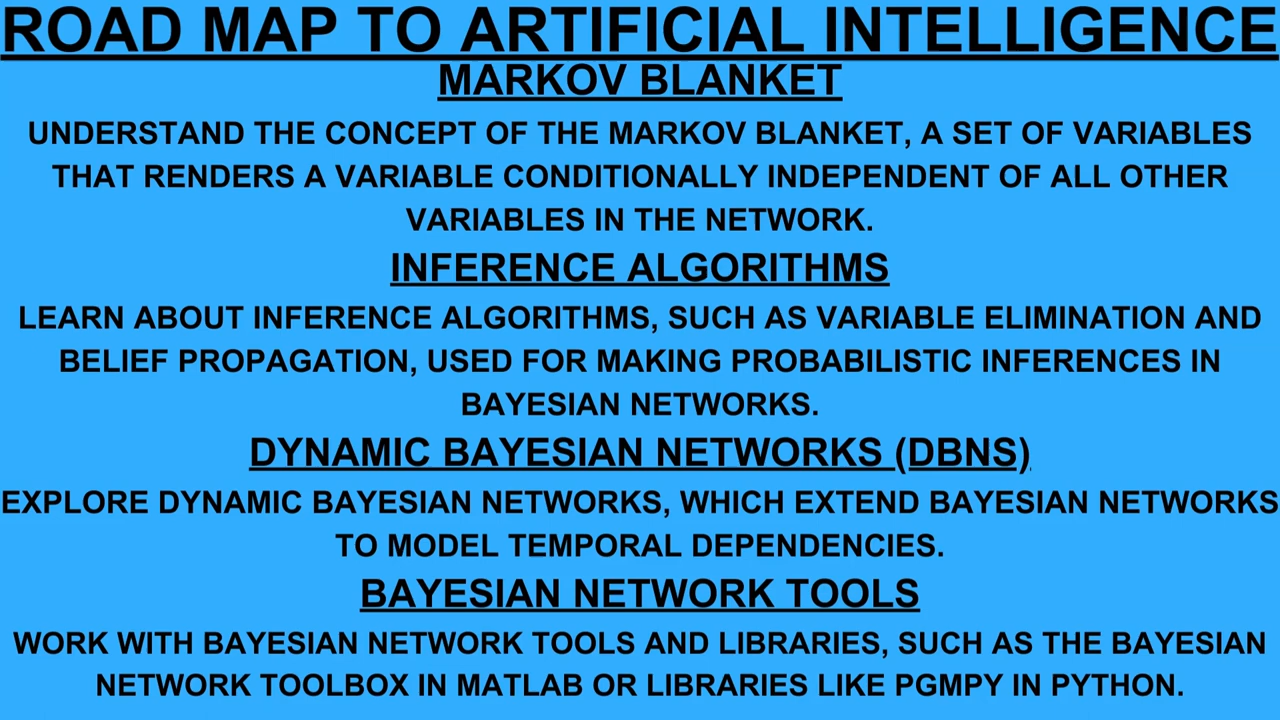 ROAD MAP TO ARTIFICIAL INTELLIGENCE
MARKOV BLANKET
UNDERSTAND THE CONCEPT OF THE MARKOV BLANKET, A SET OF VARIABLES
THAT RENDERS A VARIABLE CONDITIONALLY INDEPENDENT OF ALL OTHER
VARIABLES IN THE NETWORK.
INFERENCE ALGORITHMS
LEARN ABOUT INFERENCE ALGORITHMS, SUCH AS VARIABLE ELIMINATION AND
BELIEF PROPAGATION, USED FOR MAKING PROBABILISTIC INFERENCES IN
BAYESIAN NETWORKS.
DYNAMIC BAYESIAN NETWORKS (DBNS)
EXPLORE DYNAMIC BAYESIAN NETWORKS, WHICH EXTEND BAYESIAN NETWORKS
TO MODEL TEMPORAL DEPENDENCIES.
BAYESIAN NETWORK TOOLS
WORK WITH BAYESIAN NETWORK TOOLS AND LIBRARIES, SUCH AS THE BAYESIAN
NETWORK TOOLBOX IN MATLAB OR LIBRARIES LIKE PGMPY IN PYTHON.